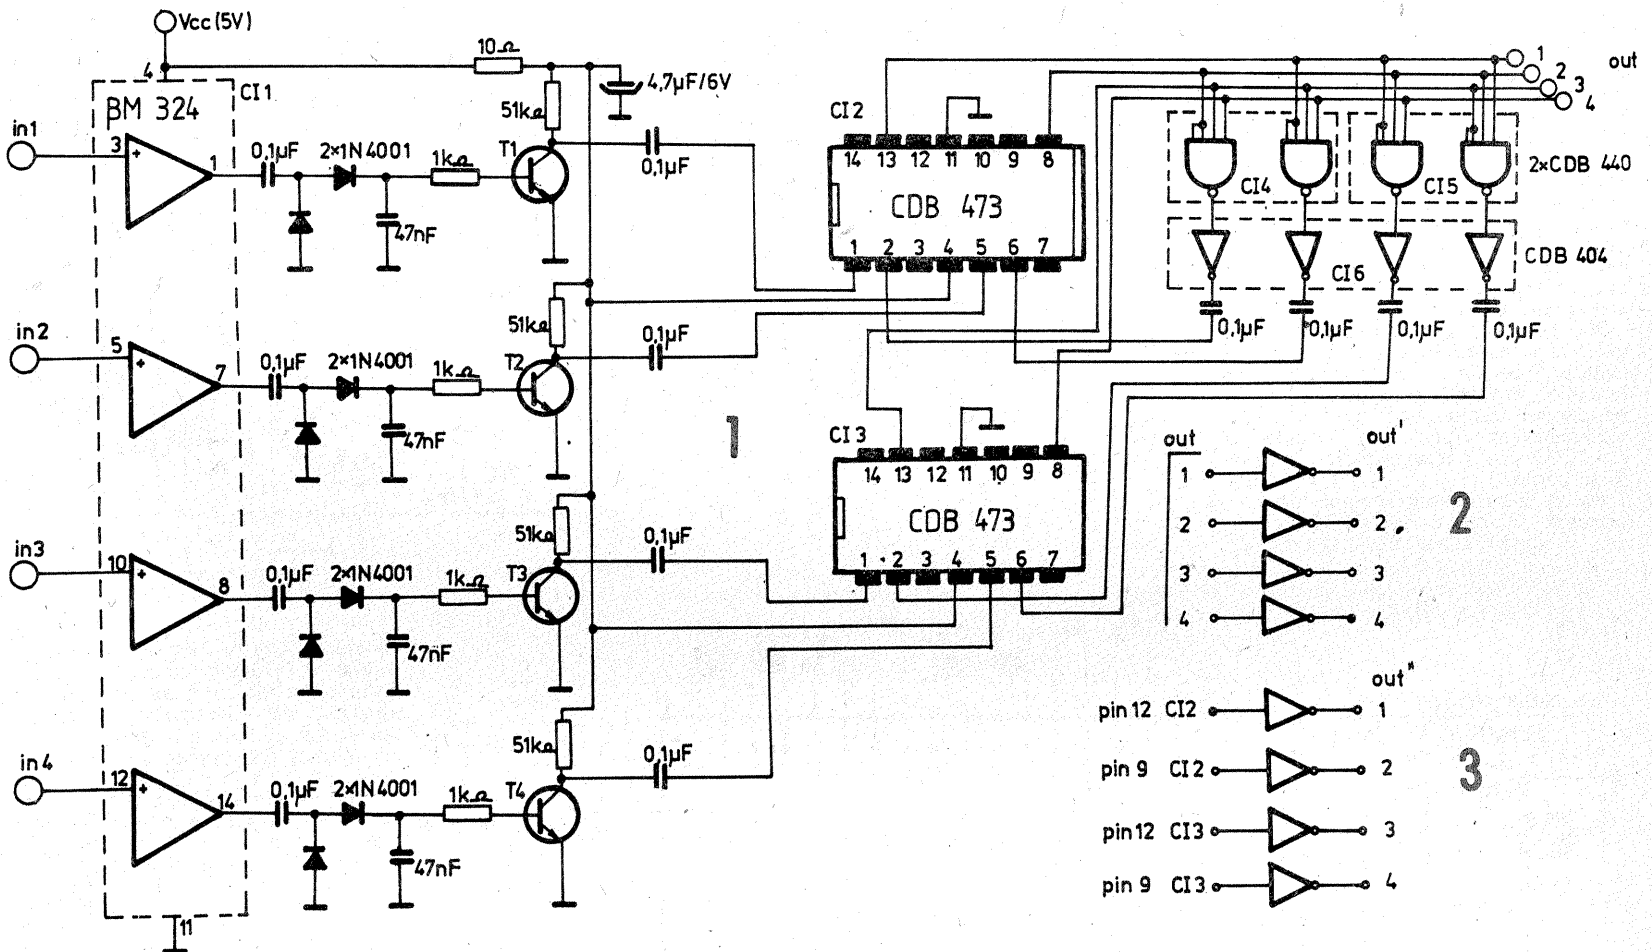 Vcc (5V)
4
βM 324
CI1
in1
3
+
1
0,1µF
2×1N4001
47nF
1kΩ
T1
51kΩ
10Ω
4,7µF/6V
0,1µF
in2
5
+
7
0,1µF
2×1N4001
47nF
1kΩ
T2
51kΩ
0,1µF
in3
10
+
8
0,1µF
2×1N4001
47nF
1kΩ
T3
51kΩ
0,1µF
in4
12
+
14
0,1µF
2×1N4001
47nF
1kΩ
T4
51kΩ
0,1µF
11
1
CI2
14 13 12 11 10 9 8
CDB 473
1 2 3 4 5 6 7
CI3
14 13 12 11 10 9 8
CDB 473
1 2 3 4 5 6 7
1
2
3
4
out
CI4
CI5
2×CDB 440
CI6
CDB 404
0,1µF
0,1µF
0,1µF
0,1µF
out
out'
1 1
2 2
3 3
4 4
2
out"
pin 12 CI2 1
pin 9 CI2 2
pin 12 CI3 3
pin 9 CI3 4
3